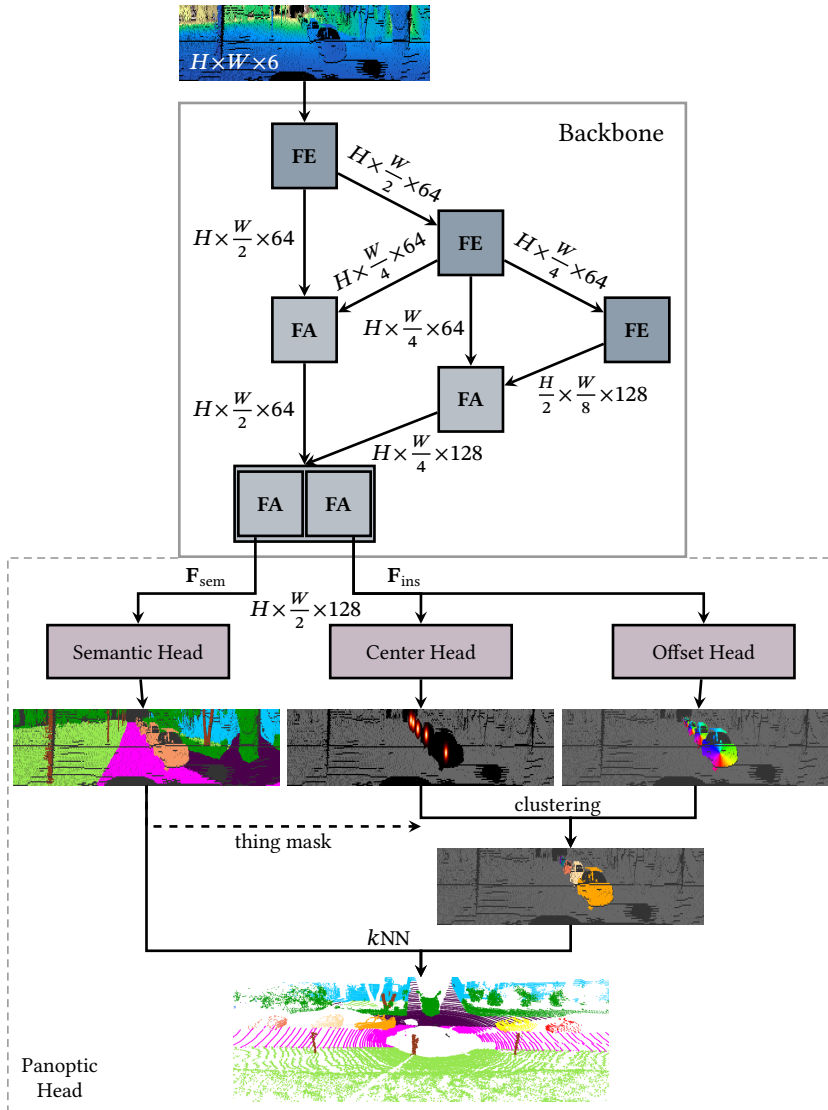 H×W×6
Backbone
FE
H × W/2 × 64
H × W/2 × 64
FE
H × W/4 × 64
H × W/4 × 64
FA
H × W/4 × 64
FE
H × W/2 × 64
FA
H/2 × W/8 × 128
H × W/4 × 128
FA FA
F_sem F_ins
H × W/2 × 128
Semantic Head Center Head Offset Head
clustering
thing mask
kNN
Panoptic
Head